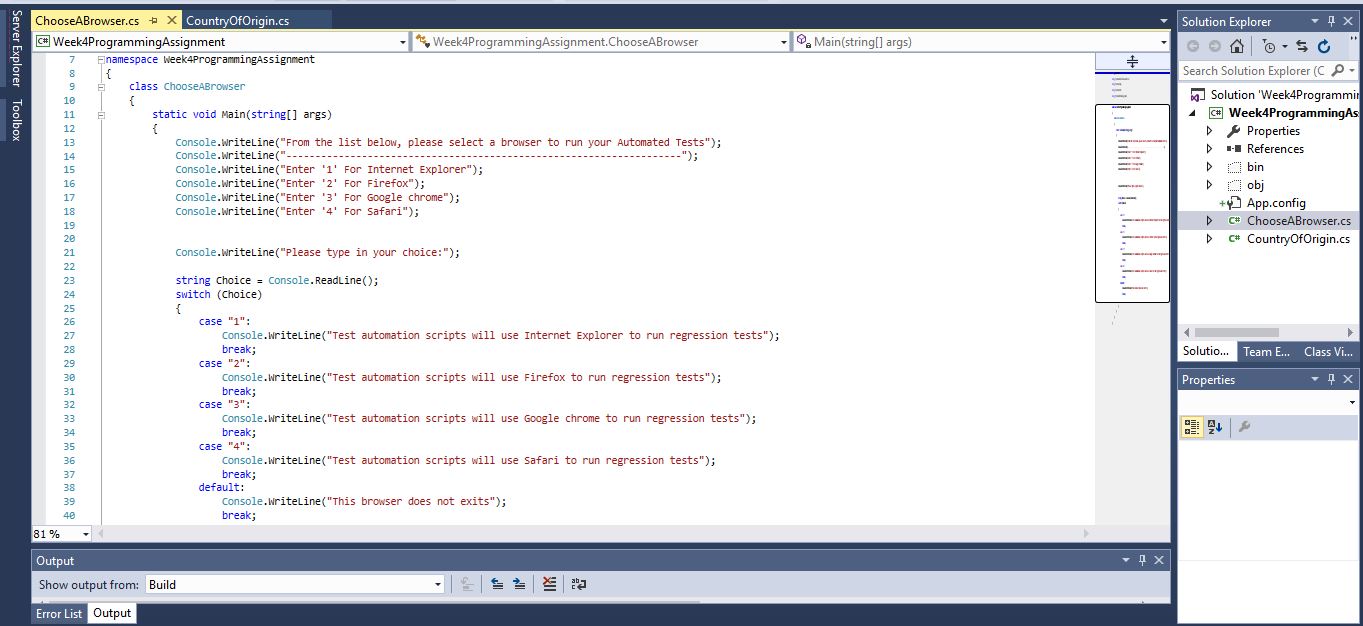 Server Explorer
Toolbox
ChooseABrowser.cs
CountryOfOrigin.cs
C# Week4ProgrammingAssignment
Week4ProgrammingAssignment.ChooseABrowser
Main(string[] args)
7 namespace Week4ProgrammingAssignment
8 {
9 class ChooseABrowser
10 {
11 static void Main(string[] args)
12 {
13 Console.WriteLine("From the list below, please select a browser to run your Automated Tests");
14 Console.WriteLine("--------------------------------------------------------------------");
15 Console.WriteLine("Enter '1' For Internet Explorer");
16 Console.WriteLine("Enter '2' For Firefox");
17 Console.WriteLine("Enter '3' For Google chrome");
18 Console.WriteLine("Enter '4' For Safari");
19
20
21 Console.WriteLine("Please type in your choice:");
22
23 string Choice = Console.ReadLine();
24 switch (Choice)
25 {
26 case "1":
27 Console.WriteLine("Test automation scripts will use Internet Explorer to run regression tests");
28 break;
29 case "2":
30 Console.WriteLine("Test automation scripts will use Firefox to run regression tests");
31 break;
32 case "3":
33 Console.WriteLine("Test automation scripts will use Google chrome to run regression tests");
34 break;
35 case "4":
36 Console.WriteLine("Test automation scripts will use Safari to run regression tests");
37 break;
38 default:
39 Console.WriteLine("This browser does not exits");
40 break;
81 %
Output
Show output from: Build
Error List
Output
Solution Explorer
Search Solution Explorer (C
Solution 'Week4Programmin
C# Week4ProgrammingAs
Properties
References
bin
obj
App.config
C# ChooseABrowser.cs
C# CountryOfOrigin.cs
Solutio...
Team E...
Class Vi...
Properties